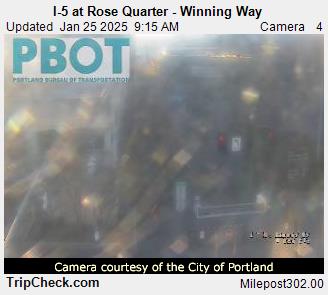 I-5 at Rose Quarter - Winning Way
Updated Jan 25 2025 9:15 AM Camera 4
PBOT
PORTLAND BUREAU OF TRANSPORTATION
Camera courtesy of the City of Portland
TripCheck.com Milepost302.00